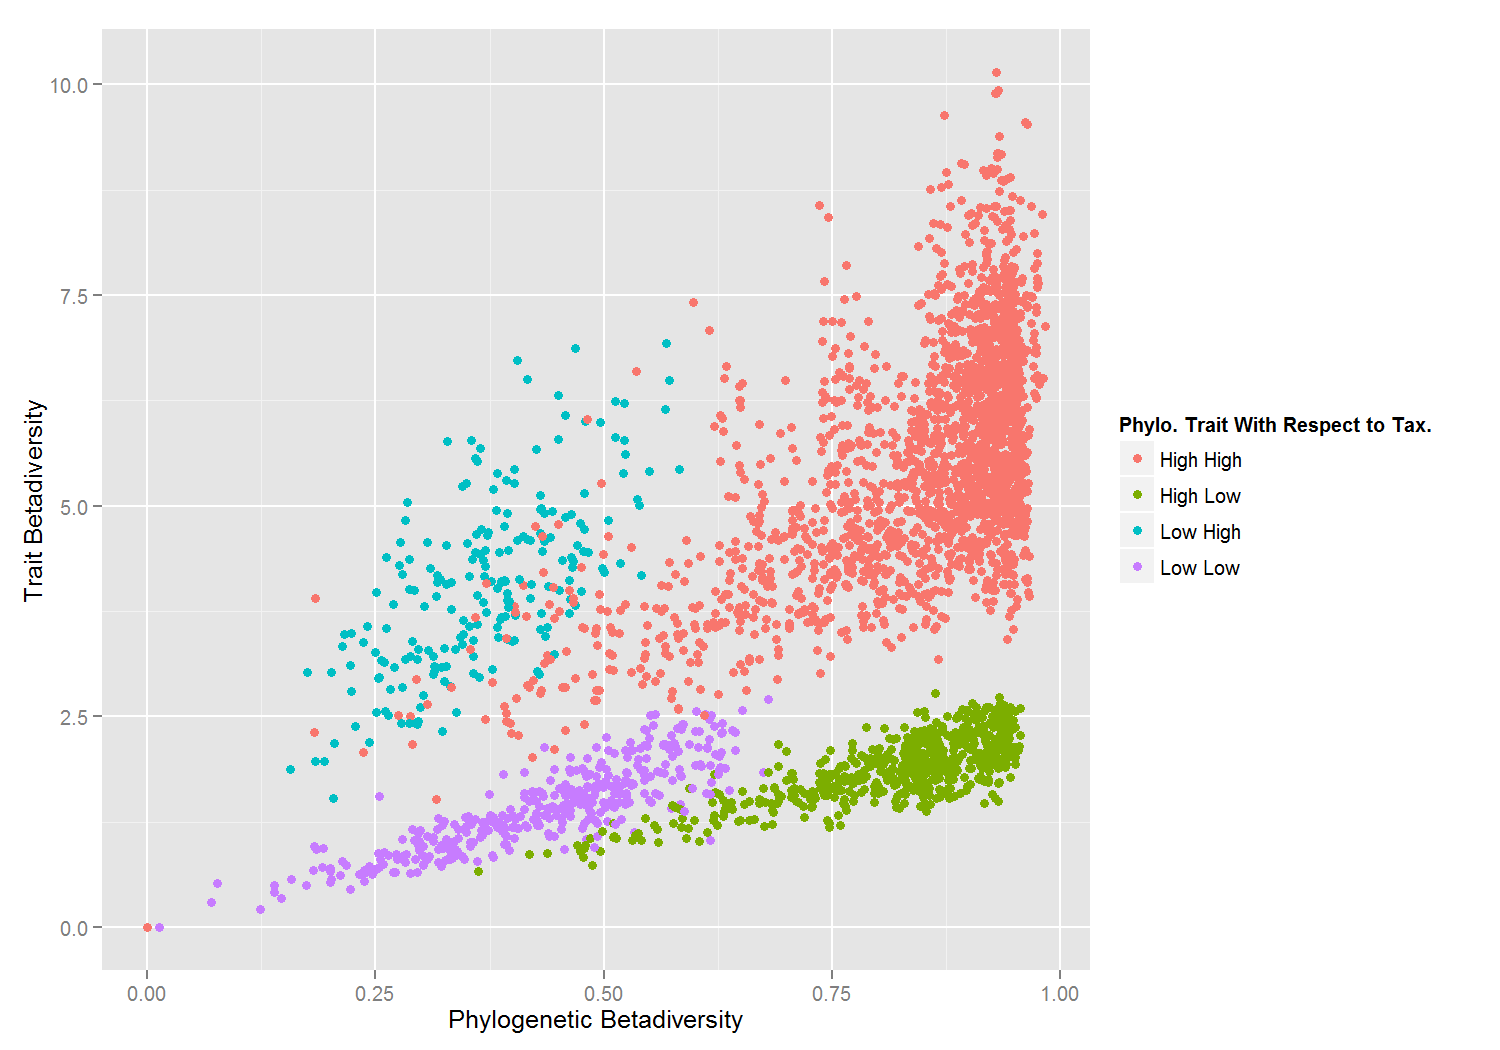 10.0
7.5
5.0
2.5
0.0
Trait Betadiversity
0.00 0.25 0.50 0.75 1.00
Phylogenetic Betadiversity
Phylo. Trait With Respect to Tax.
High High
High Low
Low High
Low Low